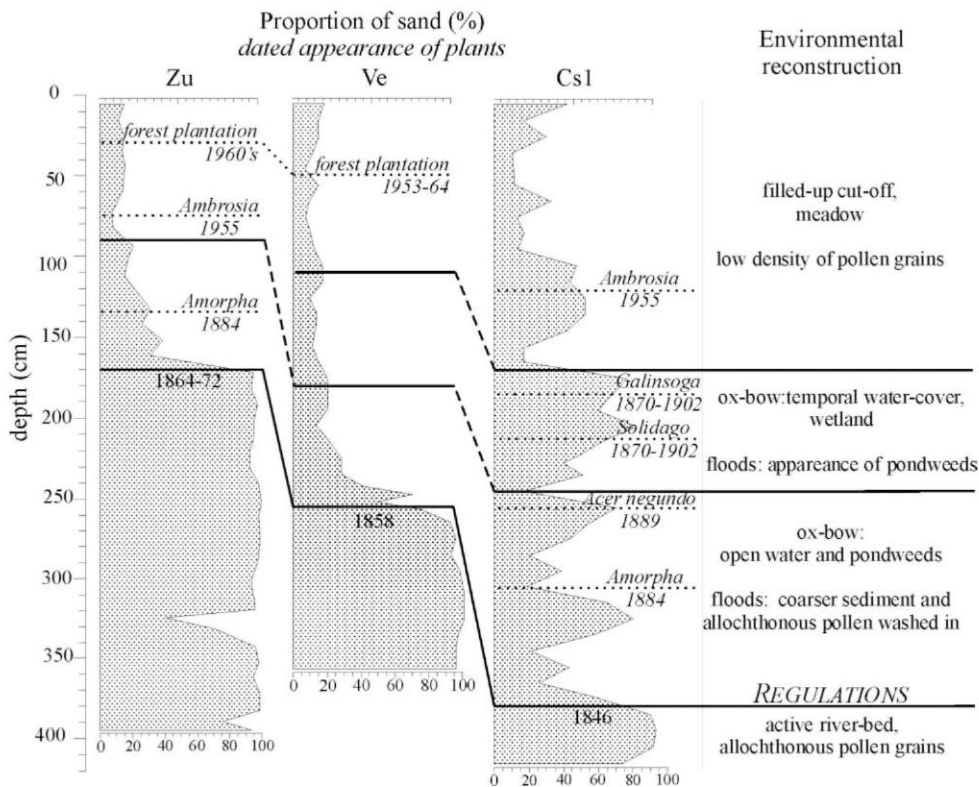 Proportion of sand (%)
dated appearance of plants
Environmental
reconstruction
Zu
Ve
Cs1
depth (cm)
0
50
100
150
200
250
300
350
400
forest plantation
1960's
Ambrosia
1955
Amorpha
1884
1864-72
0 20 40 60 80 100
forest plantation
1953-64
1858
0 20 40 60 80 100
Ambrosia
1955
Galinsoga
1870-1902
Solidago
1870-1902
Acer negundo
1889
Amorpha
1884
1846
0 20 40 60 80 100
filled-up cut-off,
meadow
low density of pollen grains
ox-bow:temporal water-cover,
wetland
floods: appareance of pondweeds
ox-bow:
open water and pondweeds
floods: coarser sediment and
allochthonous pollen washed in
REGULATIONS
active river-bed,
allochthonous pollen grains